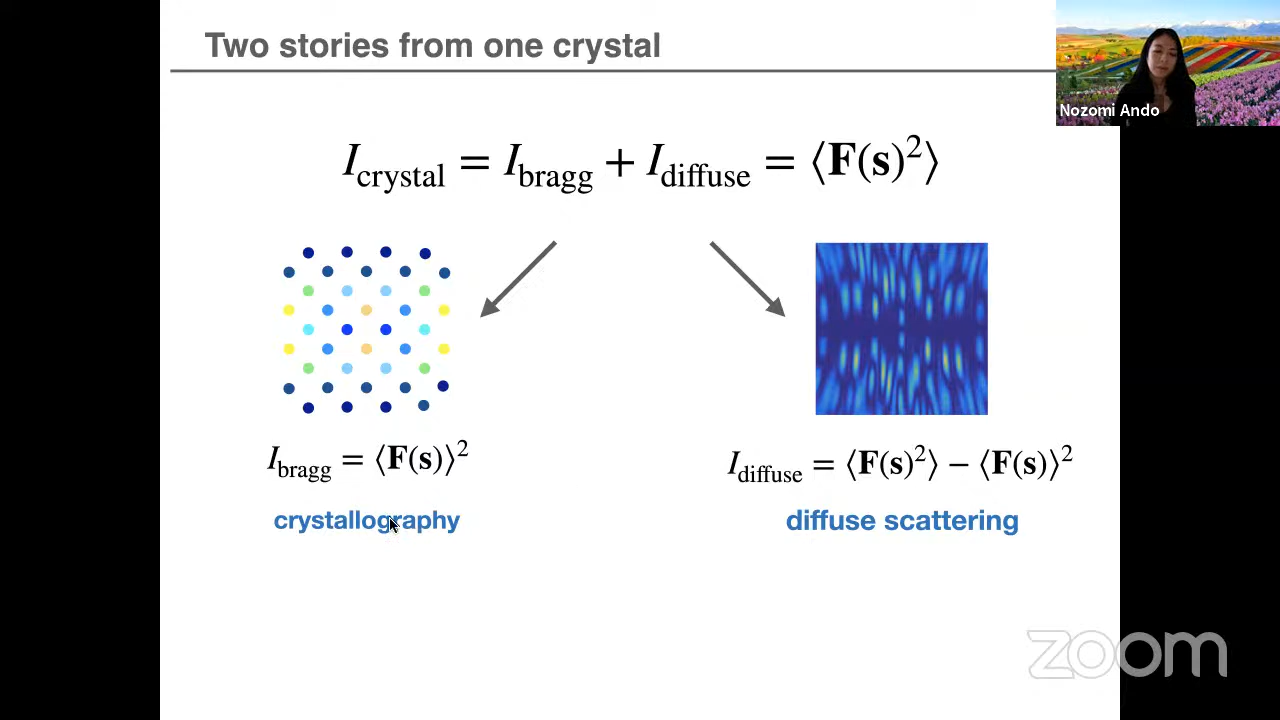 Two stories from one crystal
Nozomi Ando
I_crystal = I_bragg + I_diffuse = ⟨F(s)²⟩
I_bragg = ⟨F(s)⟩²
I_diffuse = ⟨F(s)²⟩ − ⟨F(s)⟩²
crystallography
diffuse scattering
zoom